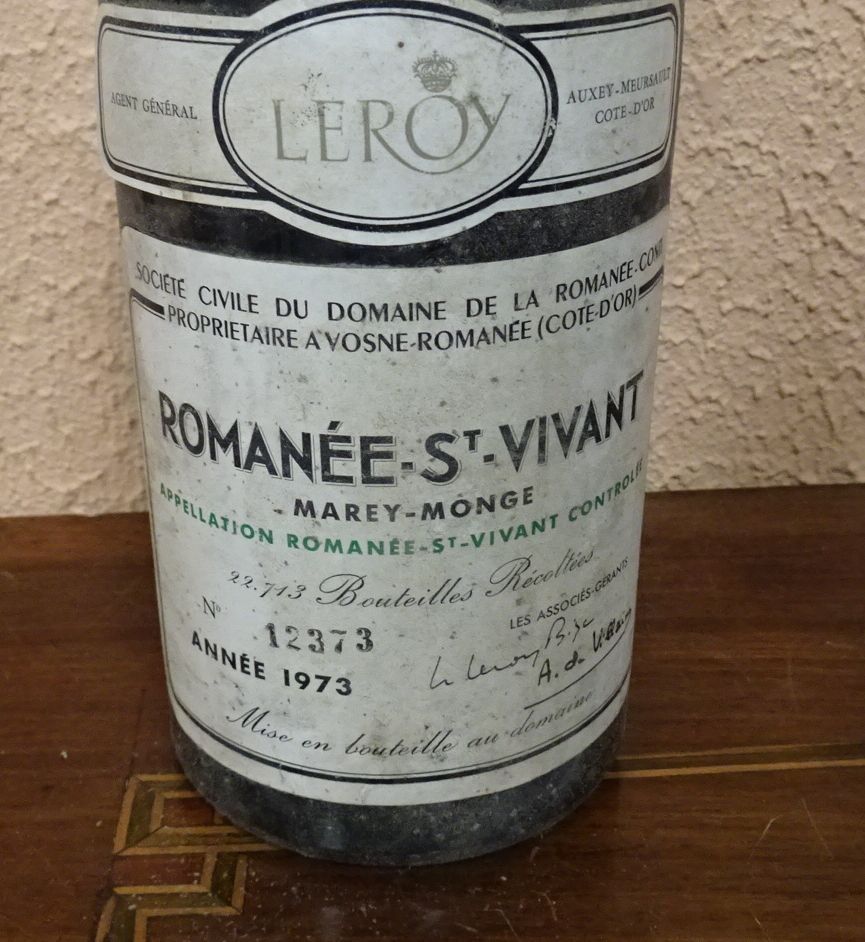 AGENT GÉNÉRAL
LEROY
AUXEY-MEURSAULT
COTE-D'OR
SOCIÉTÉ CIVILE DU DOMAINE DE LA ROMANÉE-CONTI
PROPRIETAIRE A VOSNE-ROMANÉE (COTE-D'OR)
ROMANÉE-Sᵀ-VIVANT
MAREY-MONGE
APPELLATION ROMANÉE-Sᵀ-VIVANT CONTROLÉE
22.713 Bouteilles Récoltées
Nº 12373
LES ASSOCIÉS-GÉRANTS
ANNÉE 1973
L. Leroy Bize
A. de Villaine
Mise en bouteille au domaine